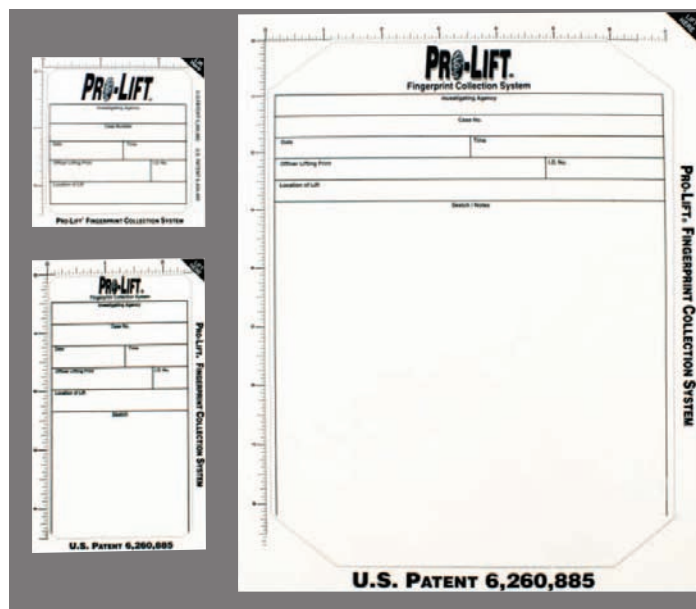 PRO-LIFT
Investigating Agency
Case Number
Date
Time
Officer Lifting Print
I.D. No.
Location of Lift
PRO-LIFT® FINGERPRINT COLLECTION SYSTEM
PRO-LIFT
Fingerprint Collection System
Investigating Agency
Case No.
Date
Time
Officer Lifting Print
I.D. No.
Location of Lift
Sketch
PRO-LIFT® FINGERPRINT COLLECTION SYSTEM
U.S. PATENT 6,260,885
PRO-LIFT
Fingerprint Collection System
Investigating Agency
Case No.
Date
Time
Officer Lifting Print
I.D. No.
Location of Lift
Sketch / Notes
PRO-LIFT® FINGERPRINT COLLECTION SYSTEM
U.S. PATENT 6,260,885